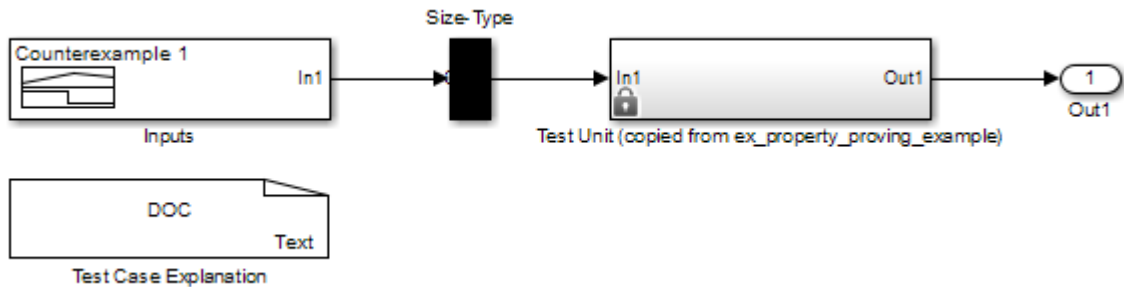 Size-Type
Counterexample 1
In1
In1
Out1
1
Out1
Inputs
Test Unit (copied from ex_property_proving_example)
DOC
Text
Test Case Explanation